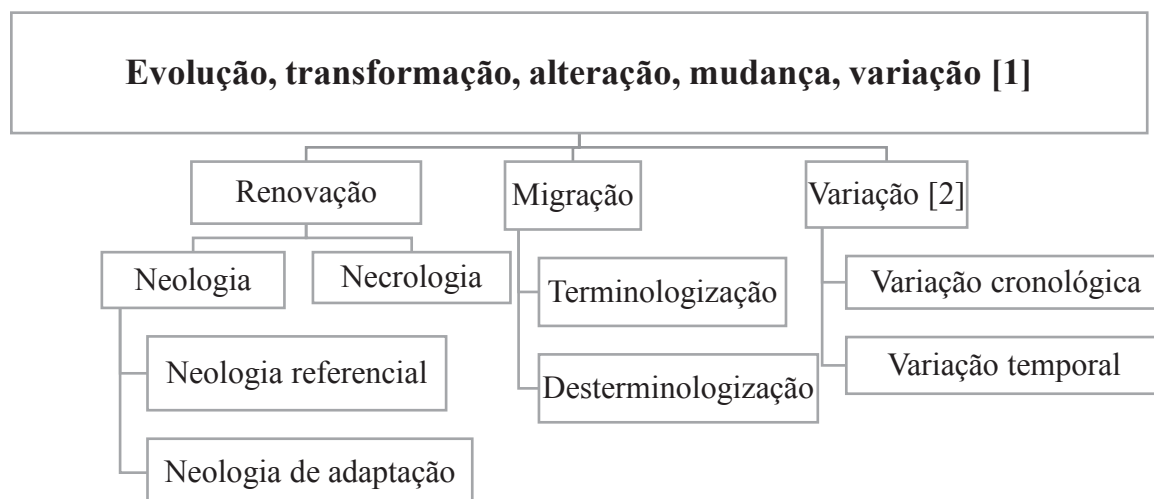 Evolução, transformação, alteração, mudança, variação [1]
Renovação
Migração
Variação [2]
Neologia
Necrologia
Terminologização
Variação cronológica
Neologia referencial
Desterminologização
Variação temporal
Neologia de adaptação